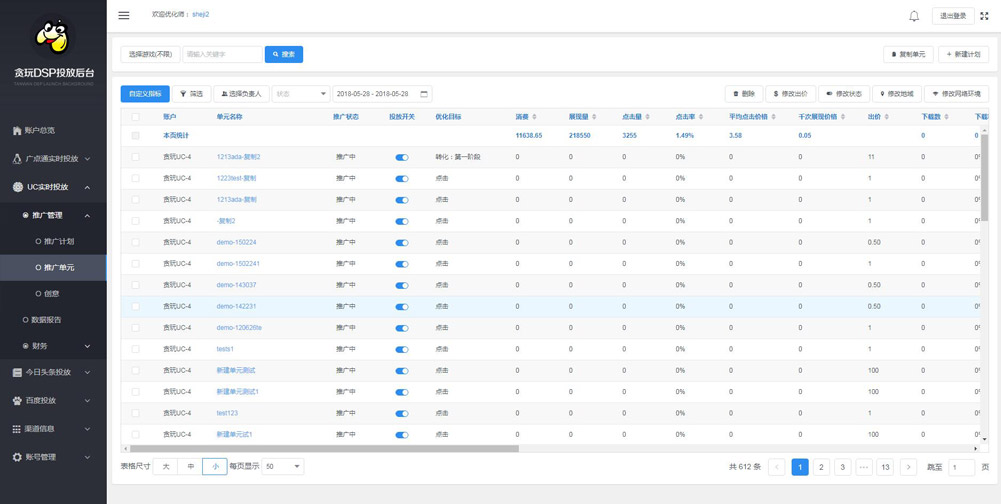 欢迎优化师： sheji2
退出登录
贪玩DSP投放后台
TANWAN DSP LAUNCH BACKGROUND
账户总览
广点通实时投放
UC实时投放
推广管理
推广计划
推广单元
创意
数据报告
财务
今日头条投放
百度投放
渠道信息
账号管理
选择游戏(不限) 请输入关键字 搜索 复制单元 + 新建计划
自定义指标 筛选 选择负责人 状态 2018-05-28 - 2018-05-28 删除 $ 修改出价 修改状态 修改地域 修改网络环境
账户 单元名称 推广状态 投放开关 优化目标 消费 展现量 点击量 点击率 平均点击价格 千次展现价格 出价 下载数 下载
本页统计 11638.65 218550 3255 1.49% 3.58 0.05 0 0
贪玩UC-4 1213ada-复制2 推广中 转化：第一阶段 0 0 0 0% 0 0 11 0 0%
贪玩UC-4 1223test-复制 推广中 点击 0 0 0 0% 0 0 1 0 0%
贪玩UC-4 1213ada-复制 推广中 点击 0 0 0 0% 0 0 1 0 0%
贪玩UC-4 -复制2 推广中 点击 0 0 0 0% 0 0 1 0 0%
贪玩UC-4 demo-150224 推广中 点击 0 0 0 0% 0 0 0.50 0 0%
贪玩UC-4 demo-1502241 推广中 点击 0 0 0 0% 0 0 1 0 0%
贪玩UC-4 demo-143037 推广中 点击 0 0 0 0% 0 0 0.50 0 0%
贪玩UC-4 demo-142231 推广中 点击 0 0 0 0% 0 0 0.50 0 0%
贪玩UC-4 demo-120626te 推广中 点击 0 0 0 0% 0 0 1 0 0%
贪玩UC-4 tests1 推广中 点击 0 0 0 0% 0 0 1 0 0%
贪玩UC-4 新建单元测试 推广中 点击 0 0 0 0% 0 0 100 0 0%
贪玩UC-4 新建单元测试1 推广中 点击 0 0 0 0% 0 0 100 0 0%
贪玩UC-4 test123 推广中 点击 0 0 0 0% 0 0 1 0 0%
贪玩UC-4 新建单元试1 推广中 点击 0 0 0 0% 0 0 100 0 0%
表格尺寸 大 中 小 每页显示 50 共 612 条 1 2 3 ··· 13 跳至 1 页